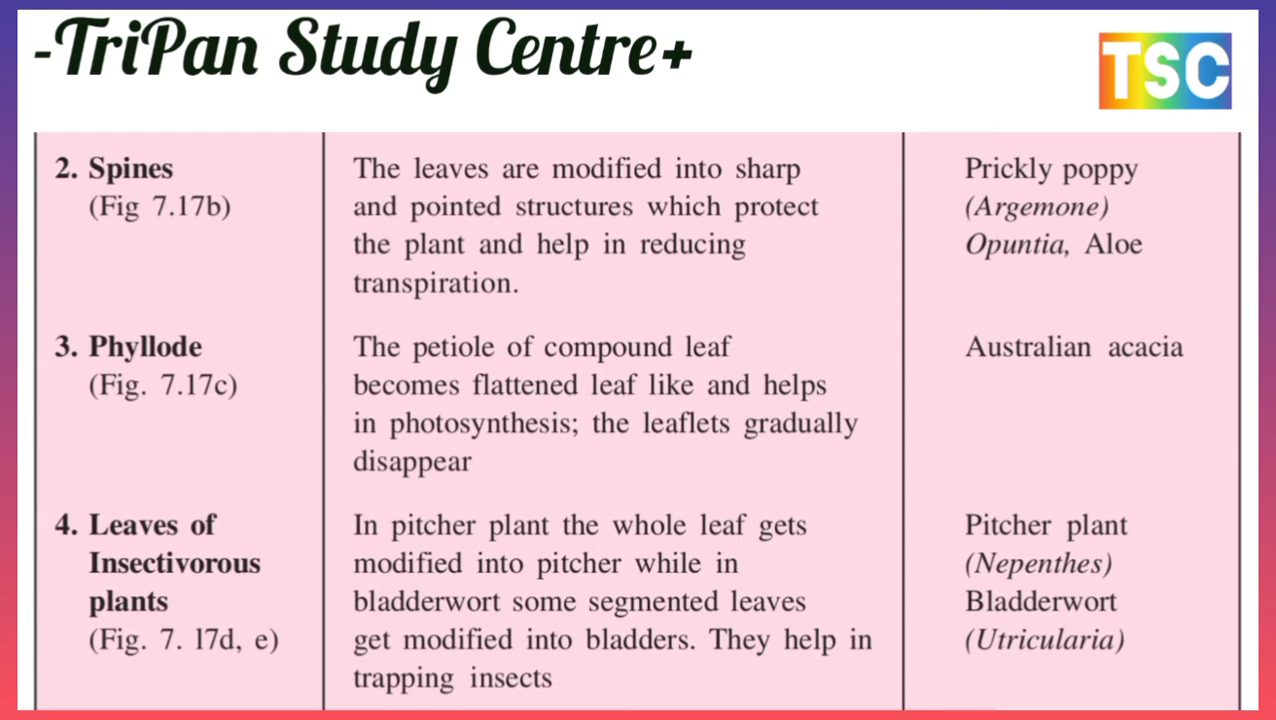 -TriPan Study Centre+
TSC
2. Spines
(Fig 7.17b)
The leaves are modified into sharp
and pointed structures which protect
the plant and help in reducing
transpiration.
Prickly poppy
(Argemone)
Opuntia, Aloe
3. Phyllode
(Fig. 7.17c)
The petiole of compound leaf
becomes flattened leaf like and helps
in photosynthesis; the leaflets gradually
disappear
Australian acacia
4. Leaves of
Insectivorous
plants
(Fig. 7. 17d, e)
In pitcher plant the whole leaf gets
modified into pitcher while in
bladderwort some segmented leaves
get modified into bladders. They help in
trapping insects
Pitcher plant
(Nepenthes)
Bladderwort
(Utricularia)